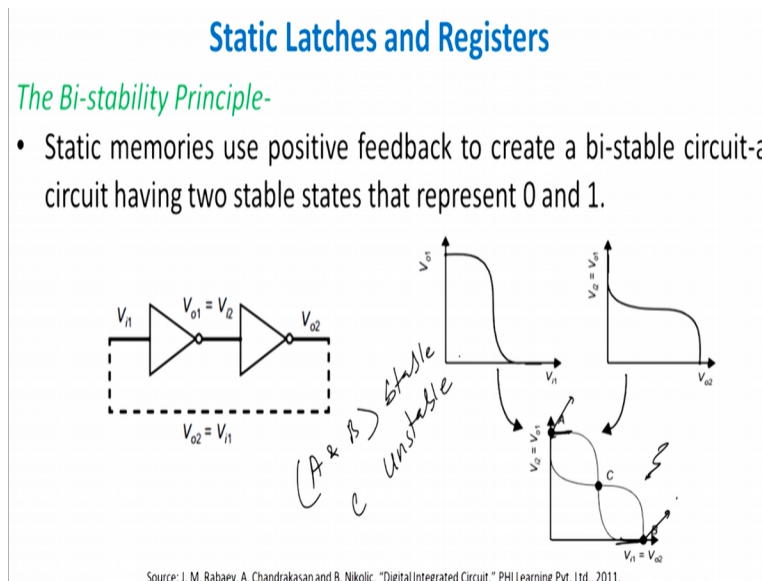 Static Latches and Registers
The Bi-stability Principle-
• Static memories use positive feedback to create a bi-stable circuit-a
circuit having two stable states that represent 0 and 1.
Vi1
Vo1 = Vi2
Vo2
Vo2 = Vi1
Vo1
Vi1
Vi2 = Vo1
Vo2
(A & B) Stable
C unstable
Vi2 = Vo1
A
C
B
Vi1 = Vo2
Source: J. M. Rabaey, A. Chandrakasan and B. Nikolic, "Digital Integrated Circuit," PHI Learning Pvt. Ltd., 2011.